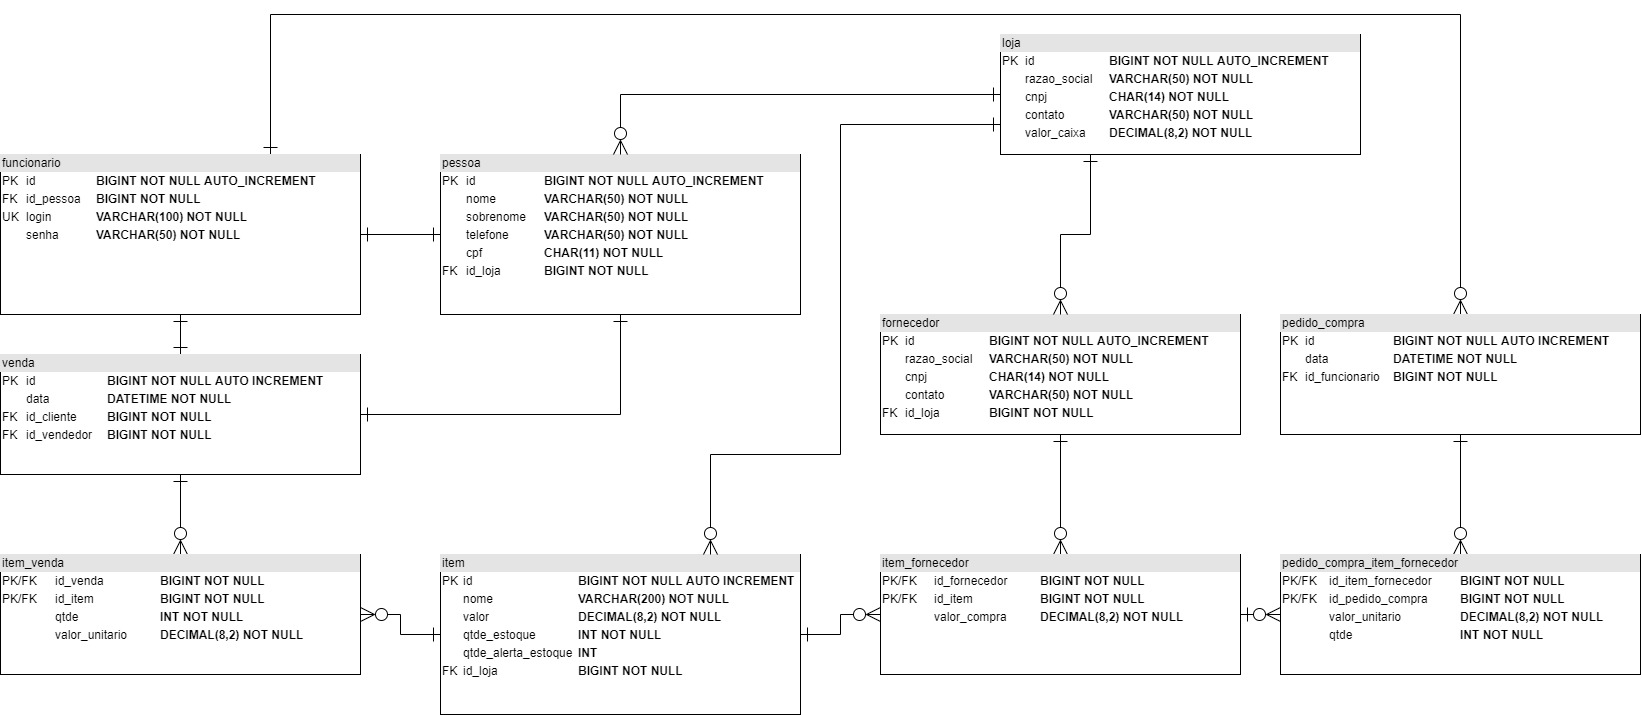 loja
PK id BIGINT NOT NULL AUTO_INCREMENT
razao_social VARCHAR(50) NOT NULL
cnpj CHAR(14) NOT NULL
contato VARCHAR(50) NOT NULL
valor_caixa DECIMAL(8,2) NOT NULL
funcionario
PK id BIGINT NOT NULL AUTO_INCREMENT
FK id_pessoa BIGINT NOT NULL
UK login VARCHAR(100) NOT NULL
senha VARCHAR(50) NOT NULL
pessoa
PK id BIGINT NOT NULL AUTO_INCREMENT
nome VARCHAR(50) NOT NULL
sobrenome VARCHAR(50) NOT NULL
telefone VARCHAR(50) NOT NULL
cpf CHAR(11) NOT NULL
FK id_loja BIGINT NOT NULL
fornecedor
PK id BIGINT NOT NULL AUTO_INCREMENT
razao_social VARCHAR(50) NOT NULL
cnpj CHAR(14) NOT NULL
contato VARCHAR(50) NOT NULL
FK id_loja BIGINT NOT NULL
pedido_compra
PK id BIGINT NOT NULL AUTO INCREMENT
data DATETIME NOT NULL
FK id_funcionario BIGINT NOT NULL
venda
PK id BIGINT NOT NULL AUTO INCREMENT
data DATETIME NOT NULL
FK id_cliente BIGINT NOT NULL
FK id_vendedor BIGINT NOT NULL
item_venda
PK/FK id_venda BIGINT NOT NULL
PK/FK id_item BIGINT NOT NULL
qtde INT NOT NULL
valor_unitario DECIMAL(8,2) NOT NULL
item
PK id BIGINT NOT NULL AUTO INCREMENT
nome VARCHAR(200) NOT NULL
valor DECIMAL(8,2) NOT NULL
qtde_estoque INT NOT NULL
qtde_alerta_estoque INT
FK id_loja BIGINT NOT NULL
item_fornecedor
PK/FK id_fornecedor BIGINT NOT NULL
PK/FK id_item BIGINT NOT NULL
valor_compra DECIMAL(8,2) NOT NULL
pedido_compra_item_fornecedor
PK/FK id_item_fornecedor BIGINT NOT NULL
PK/FK id_pedido_compra BIGINT NOT NULL
valor_unitario DECIMAL(8,2) NOT NULL
qtde INT NOT NULL